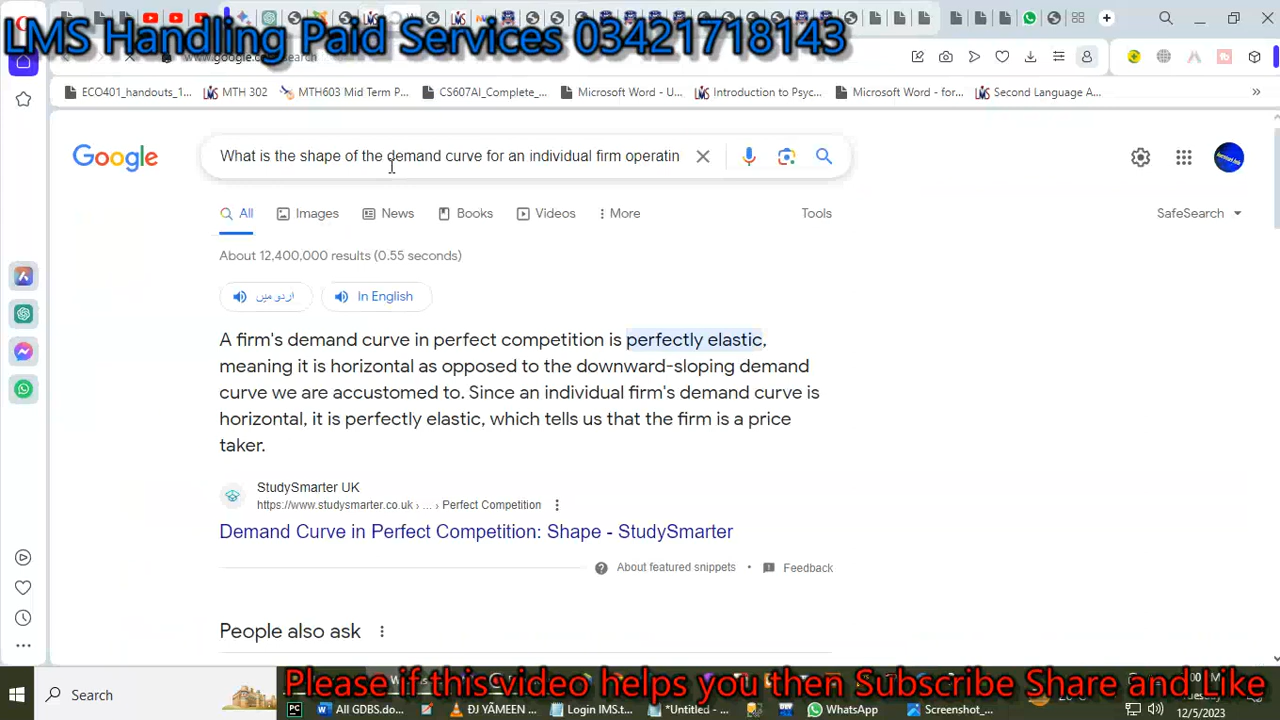 LMS Handling Paid Services 03421718143
ECO401_handouts_1...
MTH 302
MTH603 Mid Term P...
CS607AI_Complete_...
Microsoft Word - U...
Introduction to Psyc...
Microsoft Word - for...
Second Language A...
Google
What is the shape of the demand curve for an individual firm operatin
All
Images
News
Books
Videos
More
Tools
SafeSearch
About 12,400,000 results (0.55 seconds)
اردو میں
In English
A firm's demand curve in perfect competition is perfectly elastic,
meaning it is horizontal as opposed to the downward-sloping demand
curve we are accustomed to. Since an individual firm's demand curve is
horizontal, it is perfectly elastic, which tells us that the firm is a price
taker.
StudySmarter UK
https://www.studysmarter.co.uk › ... › Perfect Competition
Demand Curve in Perfect Competition: Shape - StudySmarter
About featured snippets
Feedback
People also ask
Please if this video helps you then Subscribe Share and Like
Search
All GDBS.do...
ĐJ YÂMEEN ...
Login IMS.t...
*Untitled - ...
WhatsApp
Screenshot_...
12/5/2023